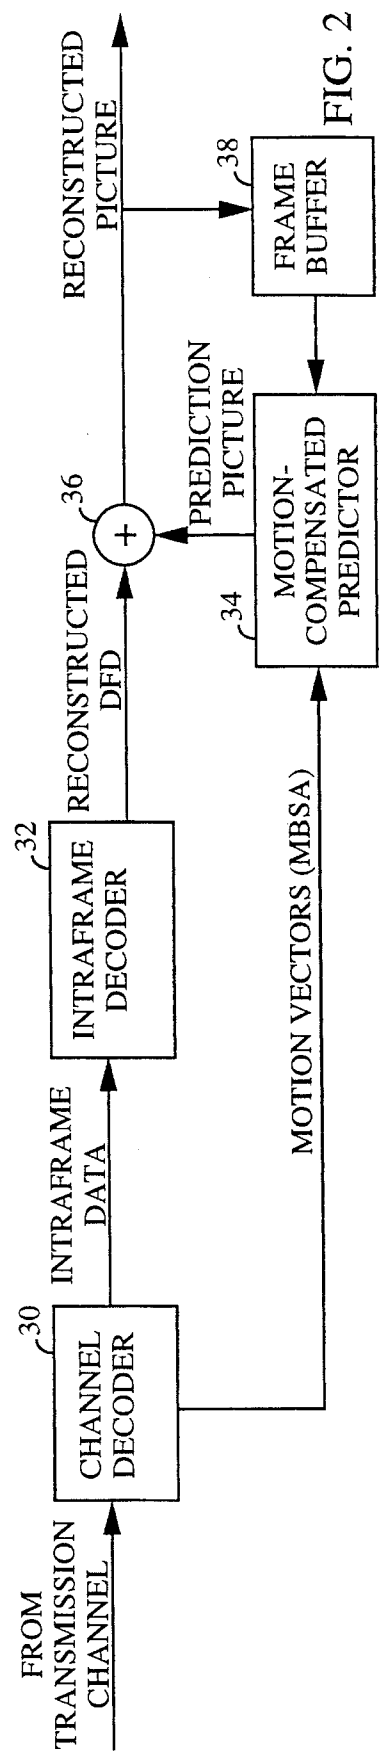 FROM
TRANSMISSION
CHANNEL
30
CHANNEL
DECODER
INTRAFRAME
DATA
32
INTRAFRAME
DECODER
RECONSTRUCTED
DFD
36
+
RECONSTRUCTED
PICTURE
MOTION VECTORS (MBSA)
34
MOTION-
COMPENSATED
PREDICTOR
PREDICTION
PICTURE
38
FRAME
BUFFER
FIG. 2